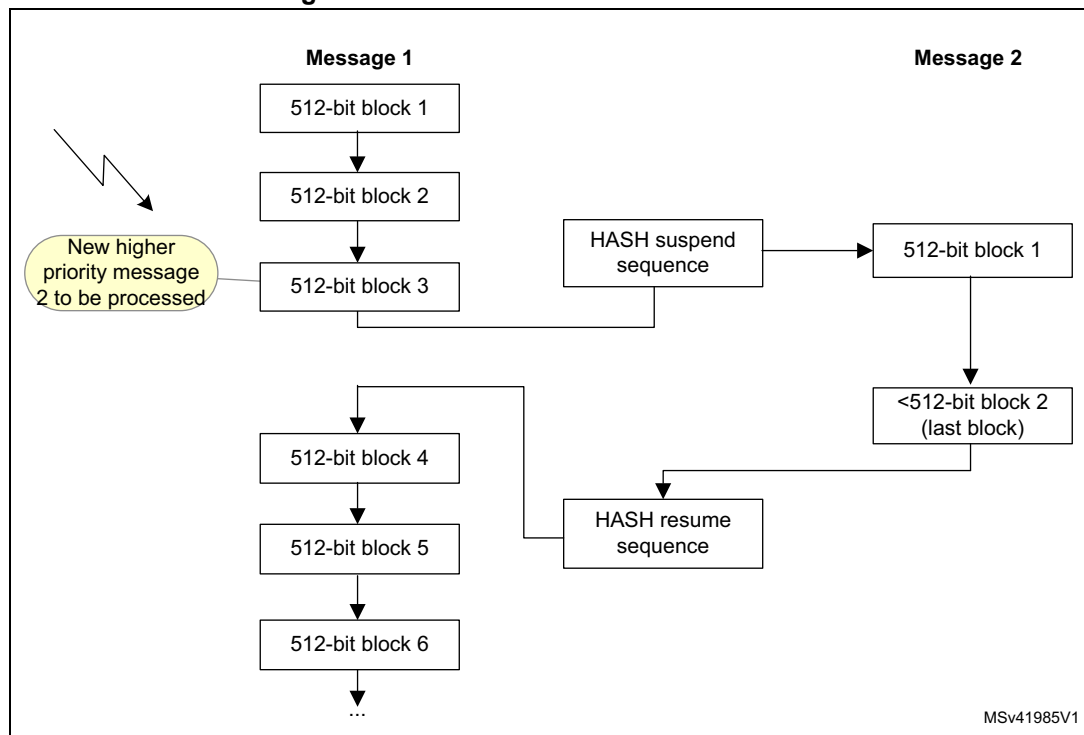 Message 1
Message 2
512-bit block 1
512-bit block 2
New higher
priority message
2 to be processed
512-bit block 3
HASH suspend
sequence
512-bit block 1
<512-bit block 2
(last block)
HASH resume
sequence
512-bit block 4
512-bit block 5
512-bit block 6
...
MSv41985V1